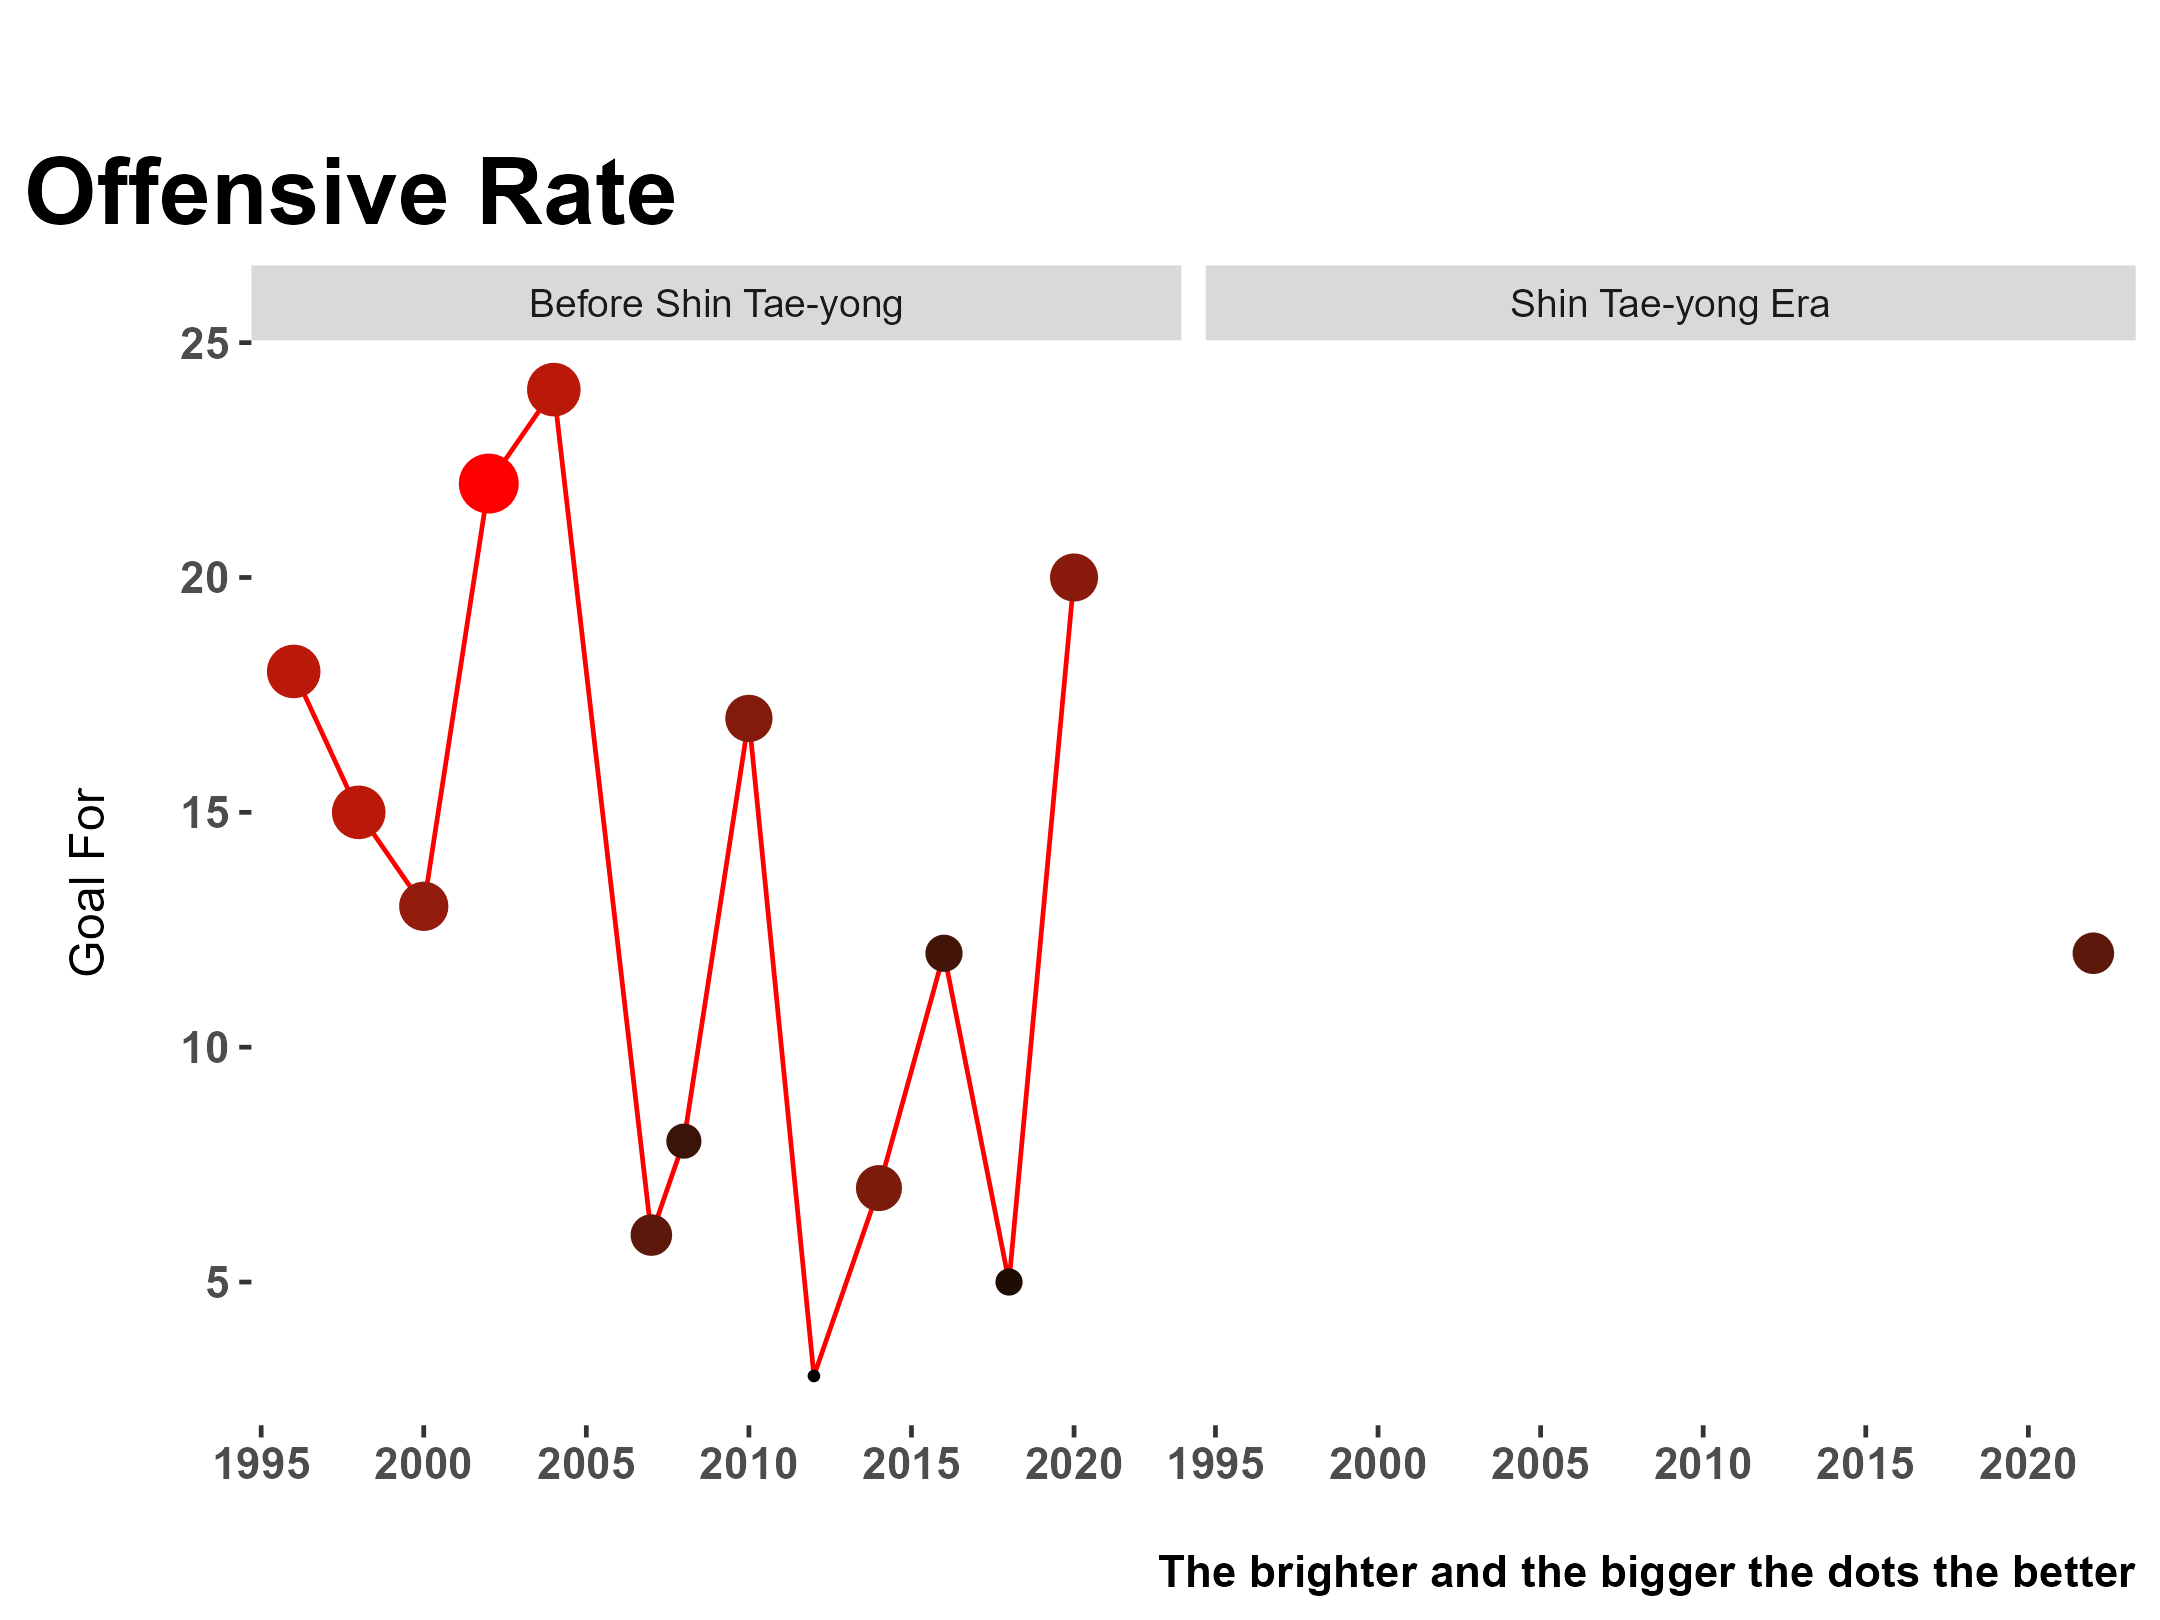 Offensive Rate
Before Shin Tae-yong
Shin Tae-yong Era
25
20
15
10
5
Goal For
1995 2000 2005 2010 2015 2020 1995 2000 2005 2010 2015 2020
The brighter and the bigger the dots the better